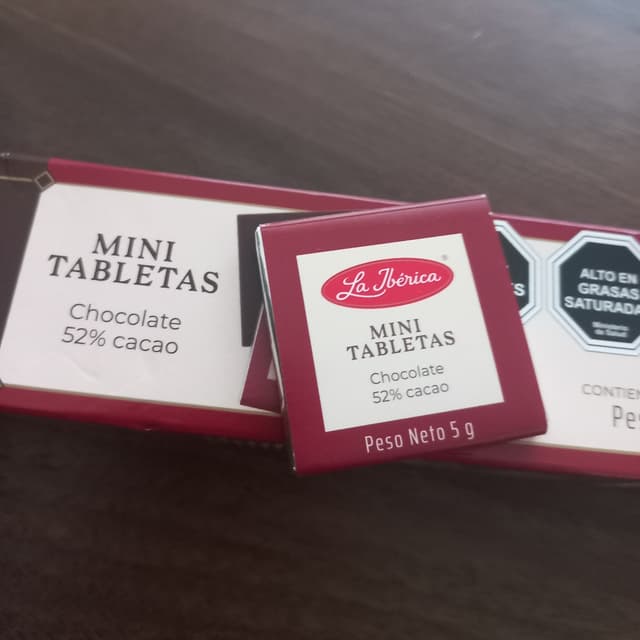 MINI
TABLETAS
Chocolate
52% cacao
La Ibérica
®
MINI
TABLETAS
Chocolate
52% cacao
Peso Neto 5 g
ALTO EN
GRASAS
SATURADA
Ministerio
de Salud